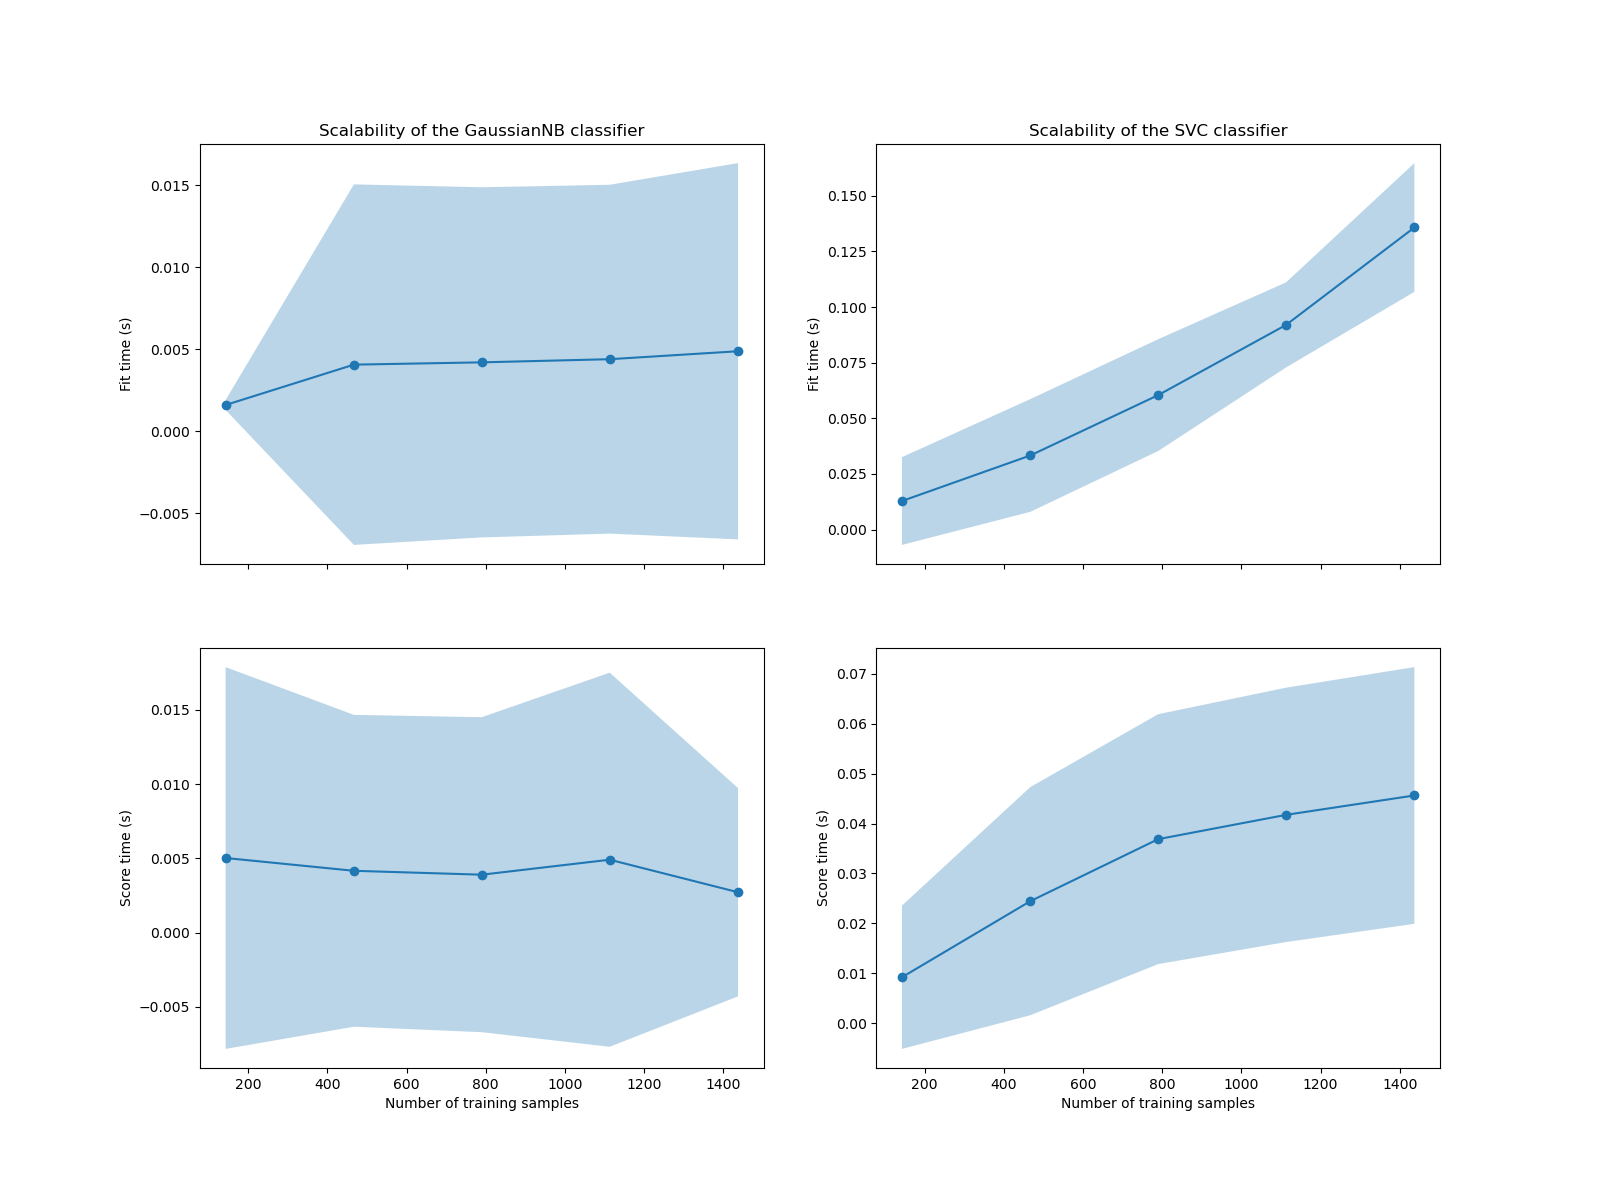 Scalability of the GaussianNB classifier
Fit time (s)
0.015
0.010
0.005
0.000
−0.005
Scalability of the SVC classifier
Fit time (s)
0.150
0.125
0.100
0.075
0.050
0.025
0.000
Score time (s)
0.015
0.010
0.005
0.000
−0.005
200 400 600 800 1000 1200 1400
Number of training samples
Score time (s)
0.07
0.06
0.05
0.04
0.03
0.02
0.01
0.00
200 400 600 800 1000 1200 1400
Number of training samples